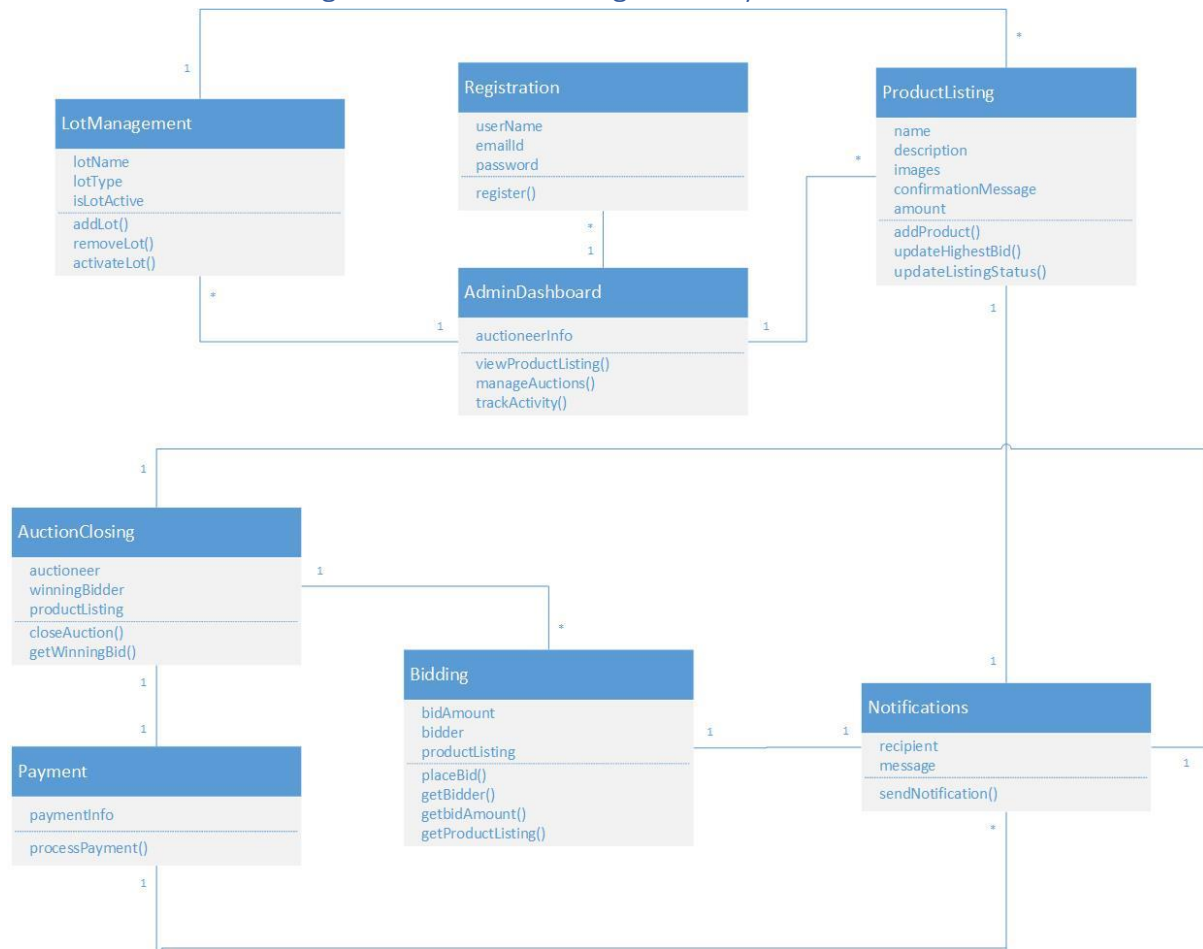 1
*
LotManagement
lotName
lotType
isLotActive
addLot()
removeLot()
activateLot()
*
Registration
userName
emailId
password
register()
*
1
AdminDashboard
1
auctioneerInfo
1
viewProductListing()
manageAuctions()
trackActivity()
ProductListing
*
name
description
images
confirmationMessage
amount
addProduct()
updateHighestBid()
updateListingStatus()
1
1
AuctionClosing
auctioneer
winningBidder
productListing
closeAuction()
getWinningBid()
1
*
1
1
Payment
paymentInfo
processPayment()
1
Bidding
bidAmount
bidder
productListing
placeBid()
getBidder()
getbidAmount()
getProductListing()
1
1
1
Notifications
recipient
message
sendNotification()
1
*